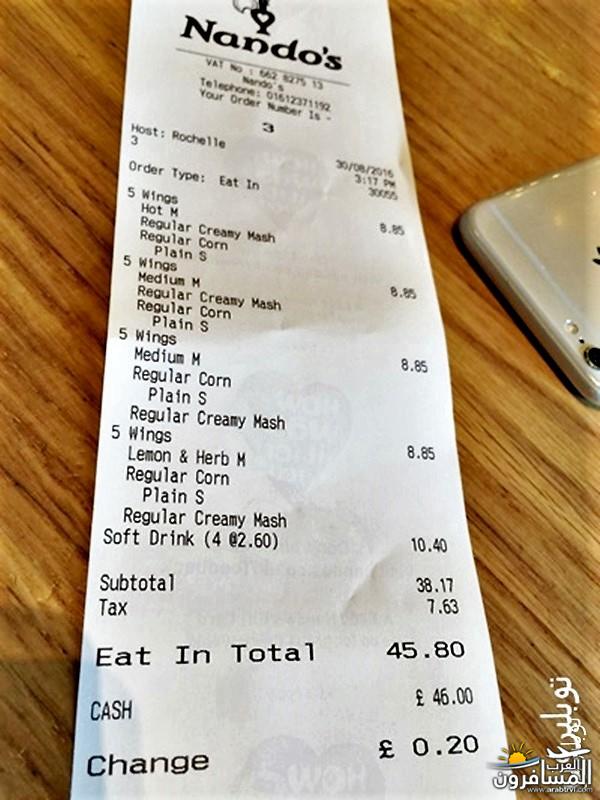 Nando's
VAT No : 662 8275 13
Nando's
Telephone: 01612371192
Your Order Number Is -
3
Host: Rochelle
3
30/08/2016
3:17 PM
30055
Order Type: Eat In
5 Wings 8.85
Hot M
Regular Creamy Mash
Regular Corn
Plain S
5 Wings 8.85
Medium M
Regular Creamy Mash
Regular Corn
Plain S
5 Wings 8.85
Medium M
Regular Corn
Plain S
Regular Creamy Mash
5 Wings 8.85
Lemon & Herb M
Regular Corn
Plain S
Regular Creamy Mash
Soft Drink (4 @2.60) 10.40
Subtotal 38.17
Tax 7.63
Eat In Total 45.80
CASH £ 46.00
Change £ 0.20
العرب
المسافرون
www.arabtrvl.com